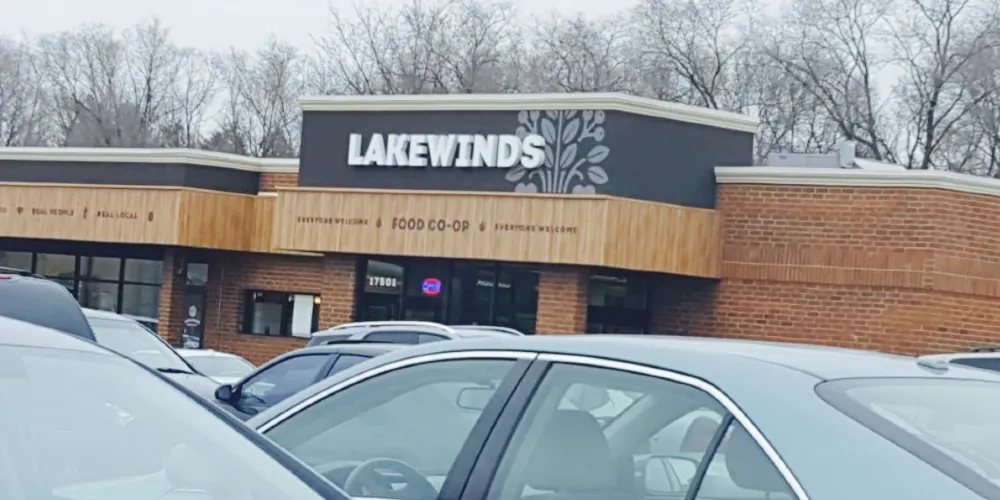 LAKEWINDS
REAL PEOPLE REAL LOCAL
EVERYONE WELCOME FOOD CO-OP EVERYONE WELCOME
17501